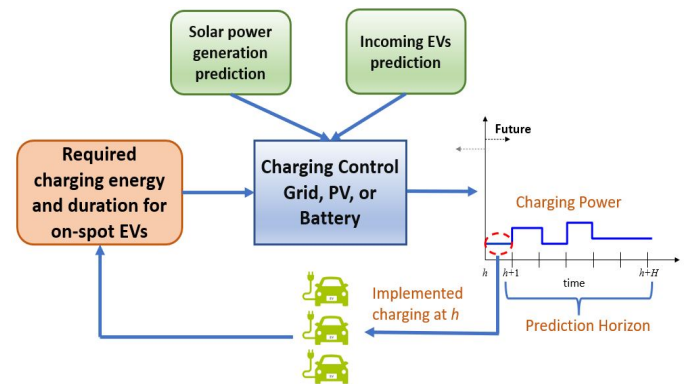 Solar power
generation
prediction
Incoming EVs
prediction
Required
charging energy
and duration for
on-spot EVs
Charging Control
Grid, PV, or
Battery
Future
Charging Power
h
h+1
h+H
time
Prediction Horizon
Implemented
charging at h